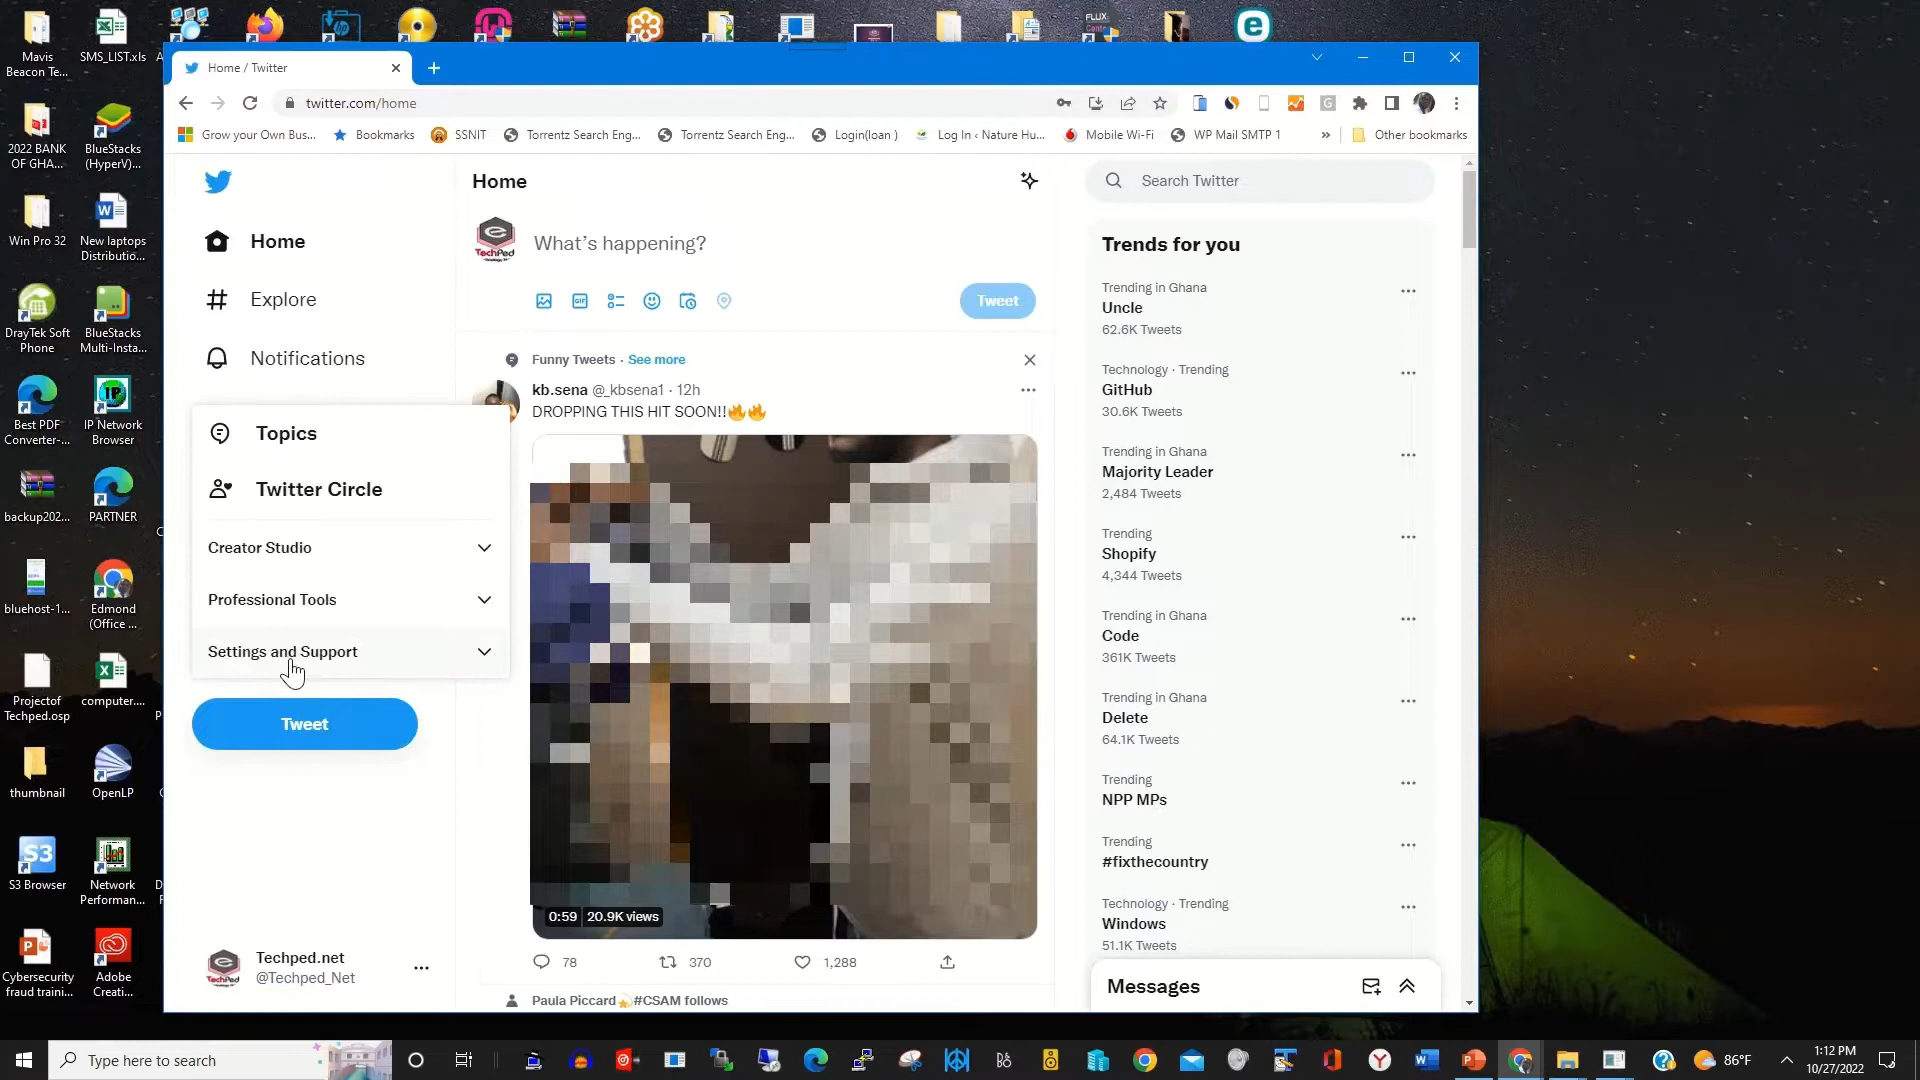 Mavis
Beacon Te...
SMS_LIST.xls
2022 BANK
OF GHA...
BlueStacks
(HyperV)...
Win Pro 32
New laptops
Distributio...
DrayTek Soft
Phone
BlueStacks
Multi-Insta...
Best PDF
Converter-...
IP Network
Browser
backup202...
PARTNER
bluehost-1...
Edmond
(Office ...
Projectof
Techped.osp
computer....
thumbnail
OpenLP
S3 Browser
Network
Performan...
Cybersecurity
fraud traini...
Adobe
Creati...
Home / Twitter
twitter.com/home
Grow your Own Bus...
Bookmarks
SSNIT
Torrentz Search Eng...
Torrentz Search Eng...
Login(loan )
Log In ‹ Nature Hu...
Mobile Wi-Fi
WP Mail SMTP 1
»
Other bookmarks
Home
Explore
Notifications
Topics
Twitter Circle
Creator Studio
Professional Tools
Settings and Support
Tweet
Techped.net
@Techped_Net
Home
TechPed
What's happening?
GIF
Tweet
Funny Tweets · See more
kb.sena @_kbsena1 · 12h
DROPPING THIS HIT SOON!!🔥🔥
0:59 20.9K views
78
370
1,288
Paula Piccard⭐#CSAM follows
Search Twitter
Trends for you
Trending in Ghana
Uncle
62.6K Tweets
Technology · Trending
GitHub
30.6K Tweets
Trending in Ghana
Majority Leader
2,484 Tweets
Trending
Shopify
4,344 Tweets
Trending in Ghana
Code
361K Tweets
Trending in Ghana
Delete
64.1K Tweets
Trending
NPP MPs
Trending
#fixthecountry
Technology · Trending
Windows
51.1K Tweets
Messages
Type here to search
86°F
1:12 PM
10/27/2022